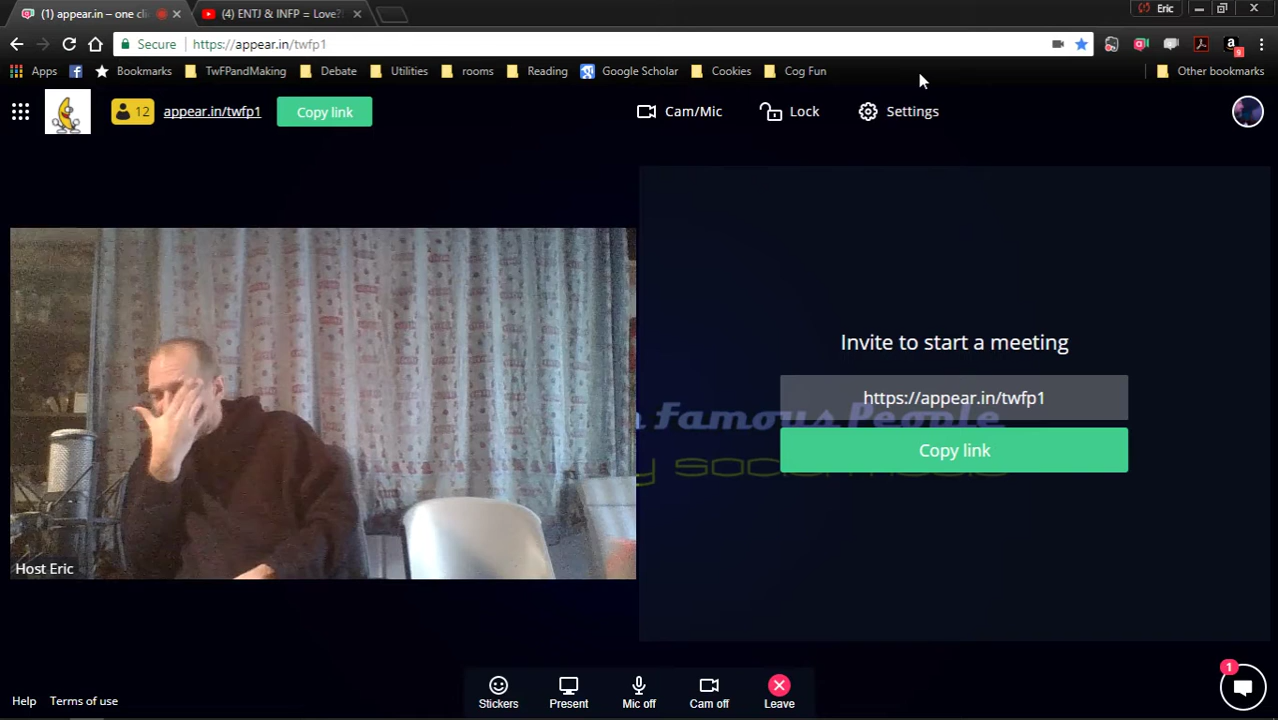 (1) appear.in – one cli
(4) ENTJ & INFP = Love?!
Eric
Secure
https://appear.in/twfp1
9
Apps
Bookmarks
TwFPandMaking
Debate
Utilities
rooms
Reading
Google Scholar
Cookies
Cog Fun
Other bookmarks
12
appear.in/twfp1
Copy link
Cam/Mic
Lock
Settings
Invite to start a meeting
https://appear.in/twfp1
Famous People
Copy link
Host Eric
Stickers
Present
Mic off
Cam off
Leave
1
Help
Terms of use